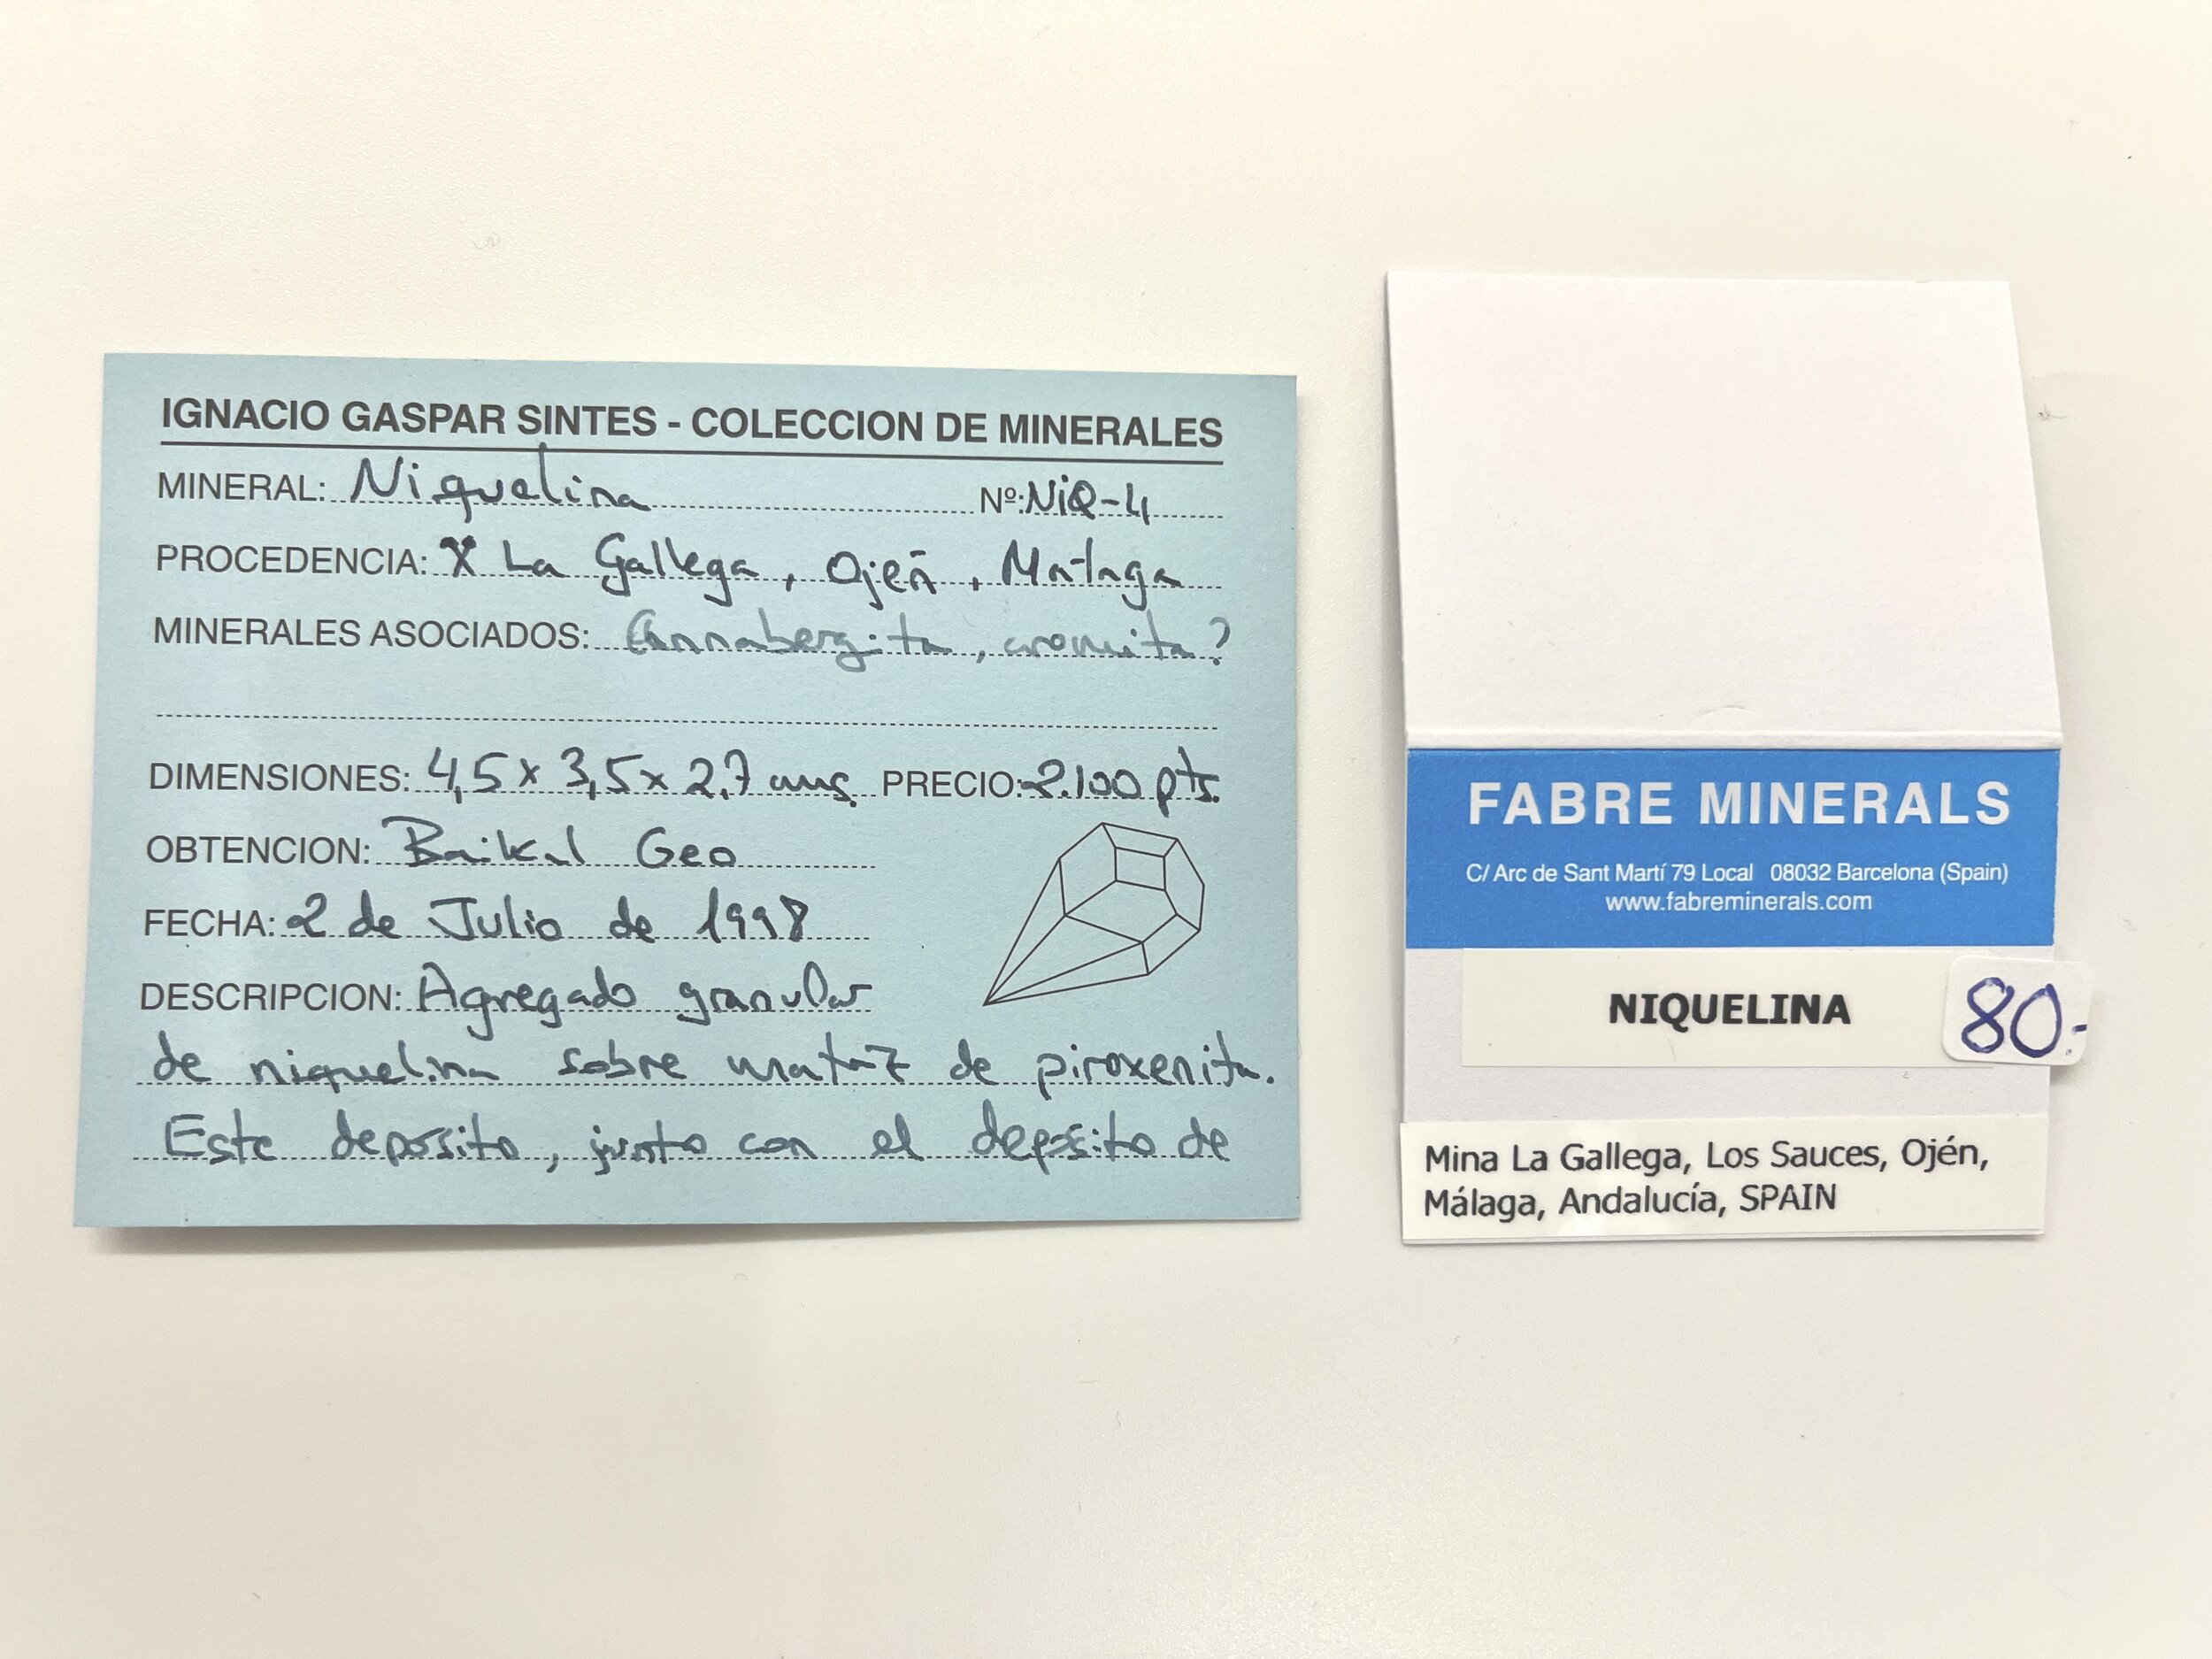 IGNACIO GASPAR SINTES - COLECCION DE MINERALES
MINERAL: Niquelina Nº: NiQ-4
PROCEDENCIA: X La Gallega, Ojén, Malaga
MINERALES ASOCIADOS: Annabergita, cromita?
DIMENSIONES: 4,5 x 3,5 x 2,7 cms. PRECIO: 2.100 pts.
OBTENCION: Baikal Geo
FECHA: 2 de Julio de 1998
DESCRIPCION: Agregado granular
de niquelina sobre matriz de piroxenita.
Este deposito, junto con el deposito de
FABRE MINERALS
C/ Arc de Sant Martí 79 Local 08032 Barcelona (Spain)
www.fabreminerals.com
NIQUELINA 80.-
Mina La Gallega, Los Sauces, Ojén,
Málaga, Andalucía, SPAIN